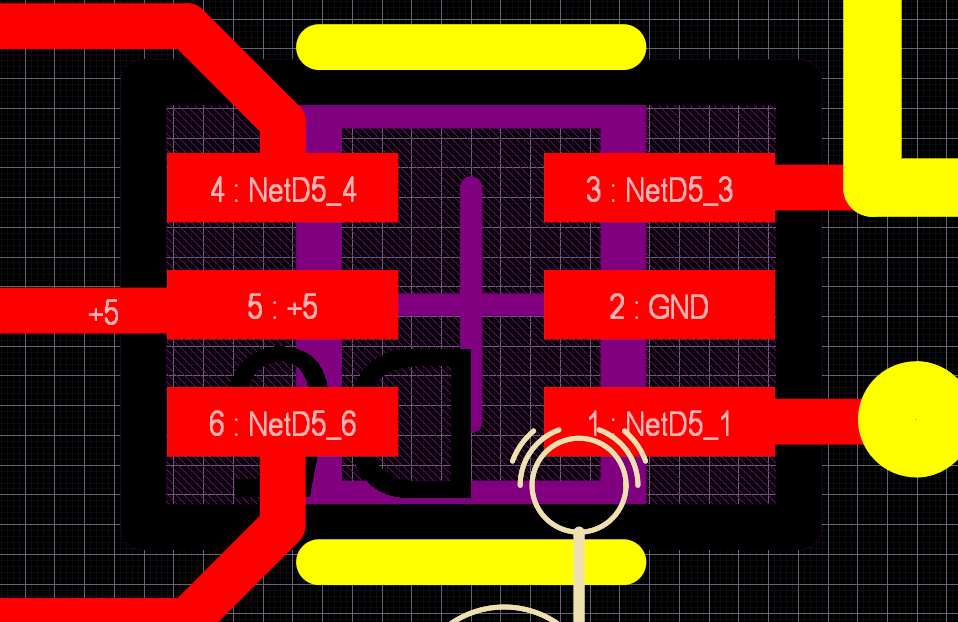 4 : NetD5_4
3 : NetD5_3
+5
5 : +5
2 : GND
6 : NetD5_6
1 : NetD5_1